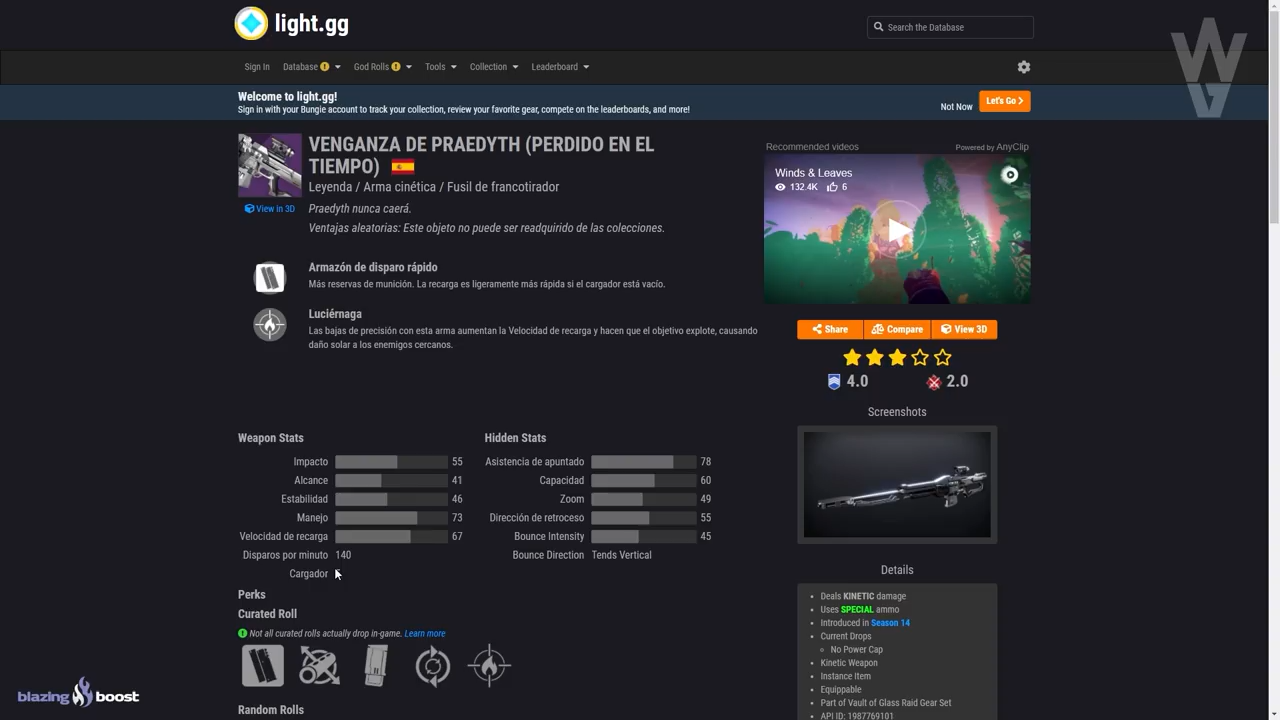 light.gg
Search the Database
Sign In
Database
God Rolls
Tools
Collection
Leaderboard
Welcome to light.gg!
Sign in with your Bungie account to track your collection, review your favorite gear, compete on the leaderboards, and more!
Not Now
Let's Go
VENGANZA DE PRAEDYTH (PERDIDO EN EL
TIEMPO)
Leyenda / Arma cinética / Fusil de francotirador
View in 3D
Praedyth nunca caerá.
Ventajas aleatorias: Este objeto no puede ser readquirido de las colecciones.
Armazón de disparo rápido
Más reservas de munición. La recarga es ligeramente más rápida si el cargador está vacío.
Luciérnaga
Las bajas de precisión con esta arma aumentan la Velocidad de recarga y hacen que el objetivo explote, causando
daño solar a los enemigos cercanos.
Recommended videos
Powered by AnyClip
Winds & Leaves
132.4K 6
Share
Compare
View 3D
4.0
2.0
Screenshots
Weapon Stats
Impacto 55
Alcance 41
Estabilidad 46
Manejo 73
Velocidad de recarga 67
Disparos por minuto 140
Cargador
Hidden Stats
Asistencia de apuntado 78
Capacidad 60
Zoom 49
Dirección de retroceso 55
Bounce Intensity 45
Bounce Direction Tends Vertical
Perks
Curated Roll
Not all curated rolls actually drop in-game. Learn more
Random Rolls
Details
Deals KINETIC damage
Uses SPECIAL ammo
Introduced in Season 14
Current Drops
No Power Cap
Kinetic Weapon
Instance Item
Equippable
Part of Vault of Glass Raid Gear Set
API ID: 1987769101
blazing boost
WG